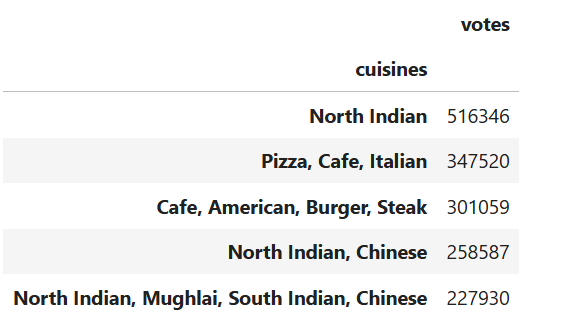 votes
cuisines
North Indian 516346
Pizza, Cafe, Italian 347520
Cafe, American, Burger, Steak 301059
North Indian, Chinese 258587
North Indian, Mughlai, South Indian, Chinese 227930